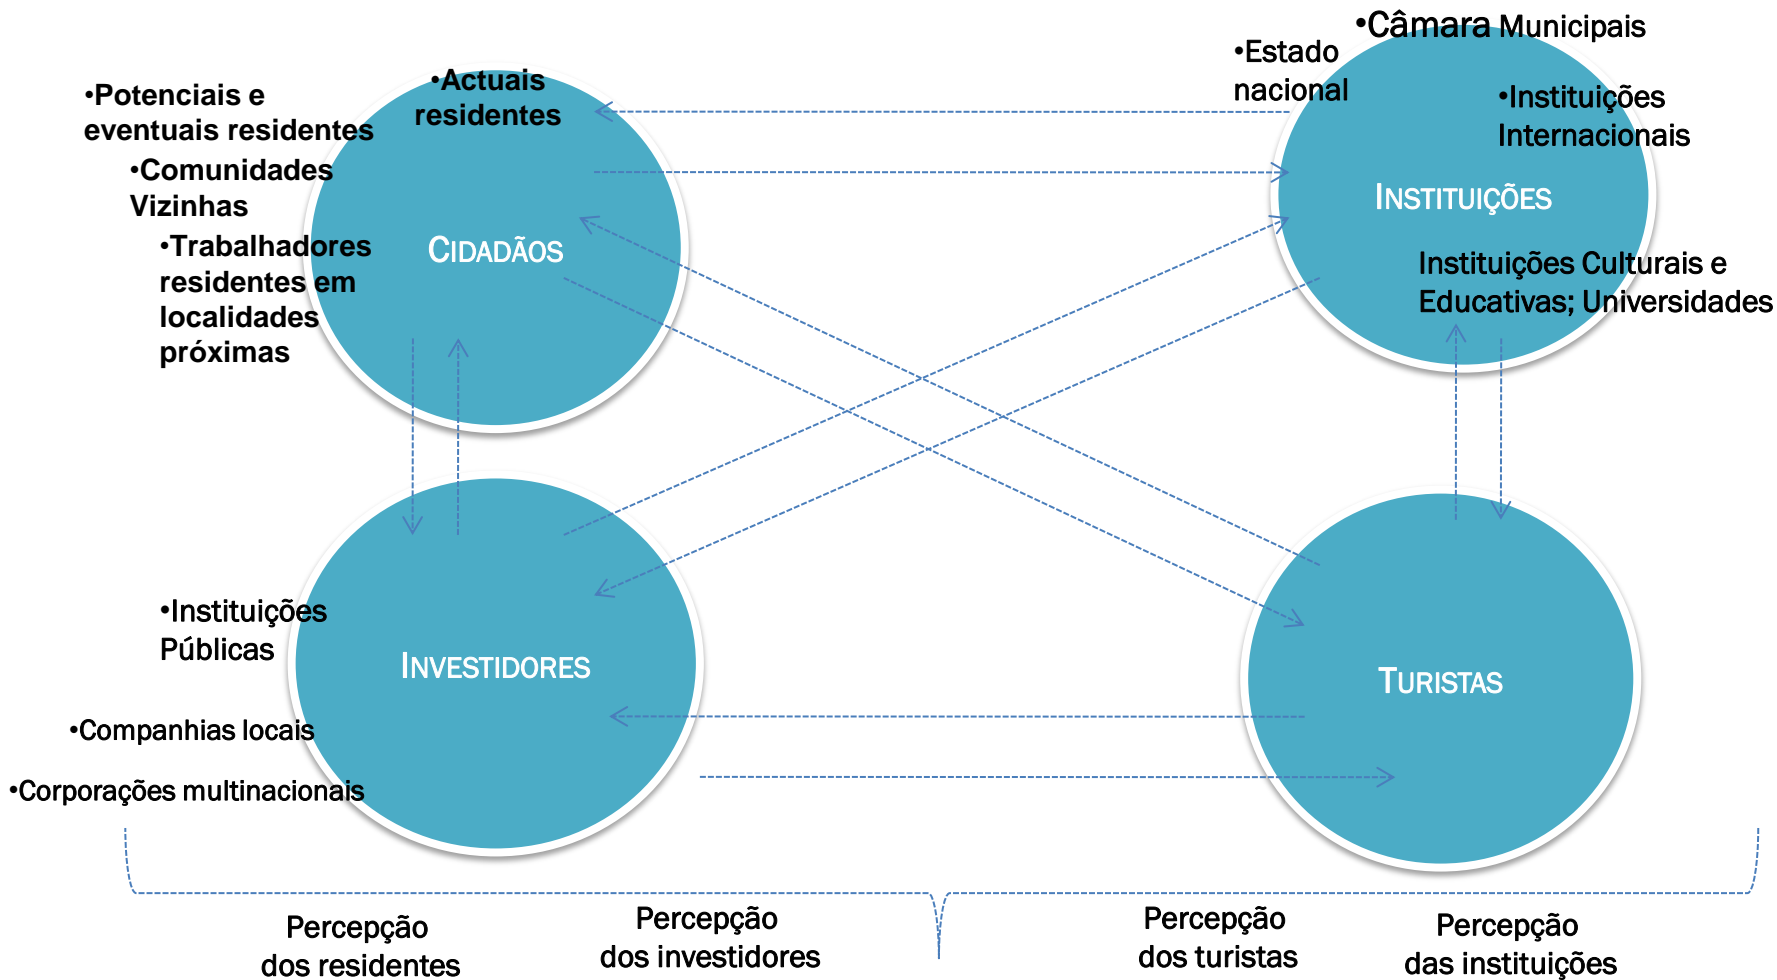 •Potenciais e
eventuais residentes
•Actuais
residentes
•Comunidades
Vizinhas
•Trabalhadores
residentes em
localidades
próximas
CIDADÃOS
•Câmara Municipais
•Estado
nacional
•Instituições
Internacionais
INSTITUIÇÕES
Instituições Culturais e
Educativas; Universidades
•Instituições
Públicas
INVESTIDORES
•Companhias locais
•Corporações multinacionais
TURISTAS
Percepção
dos residentes
Percepção
dos investidores
Percepção
dos turistas
Percepção
das instituições